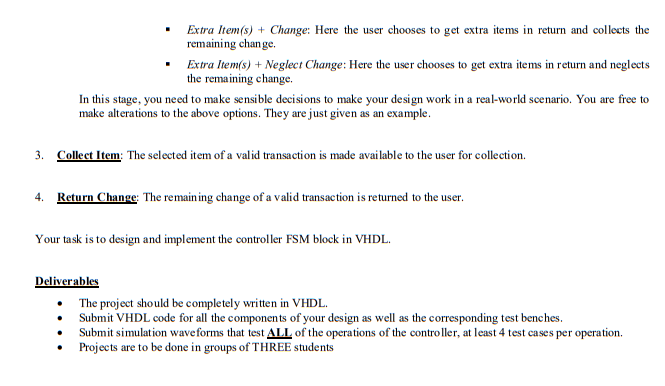 ▪ Extra Item(s) + Change: Here the user chooses to get extra items in return and collects the
remaining change.
▪ Extra Item(s) + Neglect Change: Here the user chooses to get extra items in return and neglects
the remaining change.
In this stage, you need to make sensible decisions to make your design work in a real-world scenario. You are free to
make alterations to the above options. They are just given as an example.
3. Collect Item: The selected item of a valid transaction is made available to the user for collection.
4. Return Change: The remaining change of a valid transaction is returned to the user.
Your task is to design and implement the controller FSM block in VHDL.
Deliverables
• The project should be completely written in VHDL.
• Submit VHDL code for all the components of your design as well as the corresponding test benches.
• Submit simulation waveforms that test ALL of the operations of the controller, at least 4 test cases per operation.
• Projects are to be done in groups of THREE students